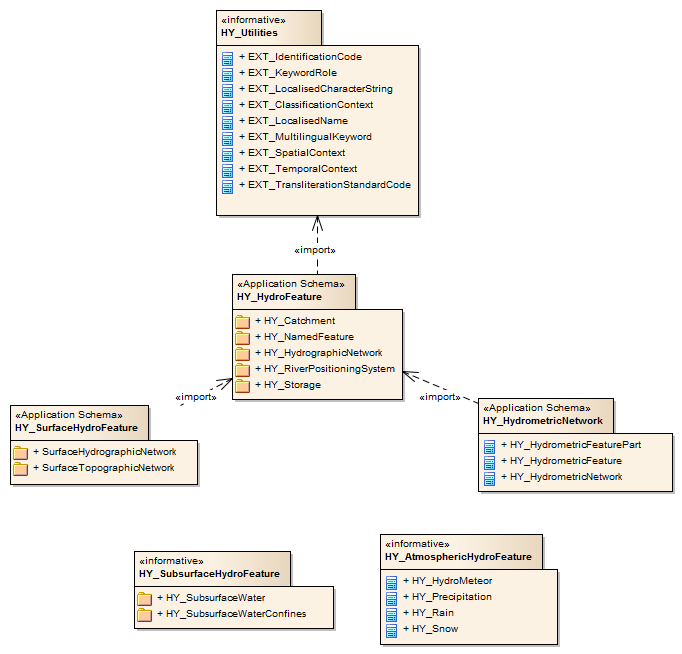 «informative»
HY_Utilities
+ EXT_IdentificationCode
+ EXT_KeywordRole
+ EXT_LocalisedCharacterString
+ EXT_ClassificationContext
+ EXT_LocalisedName
+ EXT_MultilingualKeyword
+ EXT_SpatialContext
+ EXT_TemporalContext
+ EXT_TransliterationStandardCode
«import»
«Application Schema»
HY_HydroFeature
+ HY_Catchment
+ HY_NamedFeature
+ HY_HydrographicNetwork
+ HY_RiverPositioningSystem
+ HY_Storage
«import»
«import»
«Application Schema»
HY_SurfaceHydroFeature
+ SurfaceHydrographicNetwork
+ SurfaceTopographicNetwork
«Application Schema»
HY_HydrometricNetwork
+ HY_HydrometricFeaturePart
+ HY_HydrometricFeature
+ HY_HydrometricNetwork
«informative»
HY_SubsurfaceHydroFeature
+ HY_SubsurfaceWater
+ HY_SubsurfaceWaterConfines
«informative»
HY_AtmosphericHydroFeature
+ HY_HydroMeteor
+ HY_Precipitation
+ HY_Rain
+ HY_Snow